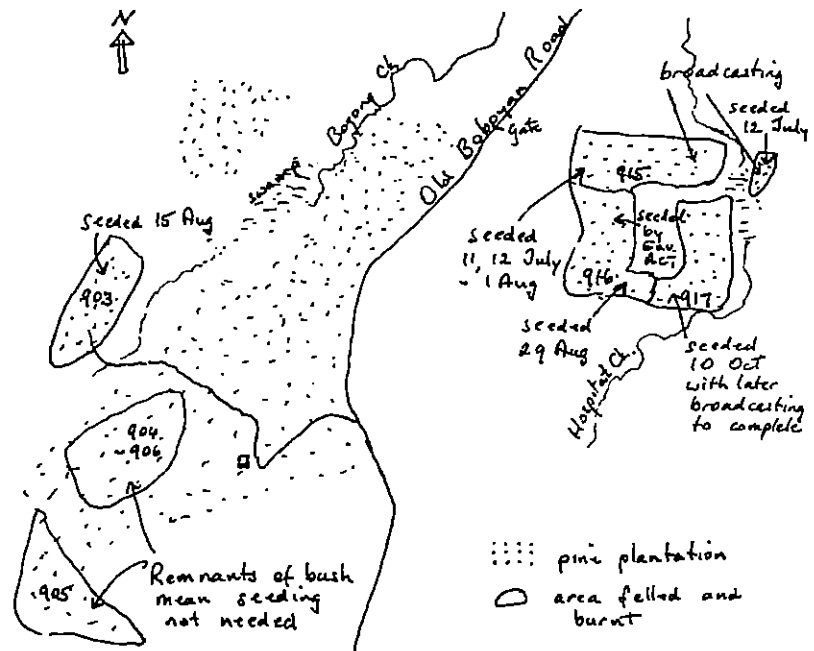 N
Bogong Ck.
swamp
Old Boboyan Road
Gate
broadcasting
seeded
12 July
915
seeded
11, 12 July
1 Aug
seeded
by
Gov.
ACT
916
917
seeded
29 Aug
seeded
10 Oct
with later
broadcasting
to complete
Hospital Ck.
seeded 15 Aug
903
904
906
905
Remnants of bush
mean seeding
not needed
pine plantation
area felled and
burnt